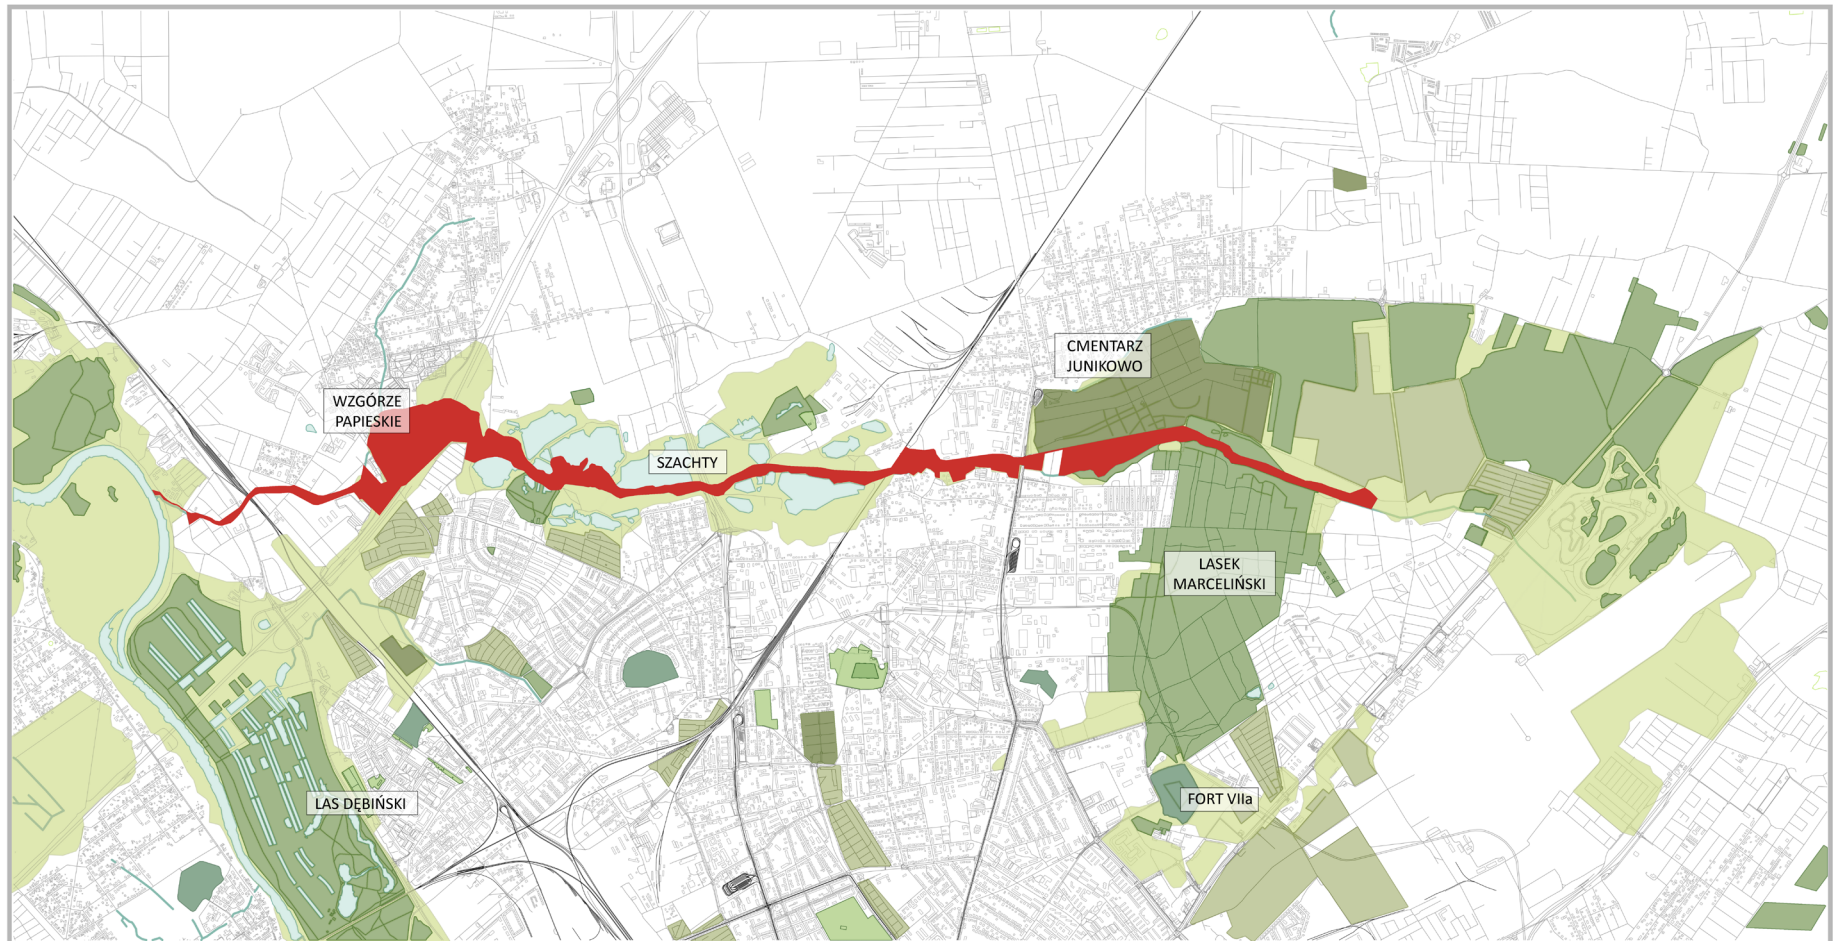 CMENTARZ
JUNIKOWO
WZGÓRZE
PAPIESKIE
SZACHTY
LASEK
MARCELIŃSKI
LAS DĘBIŃSKI
FORT VIIa